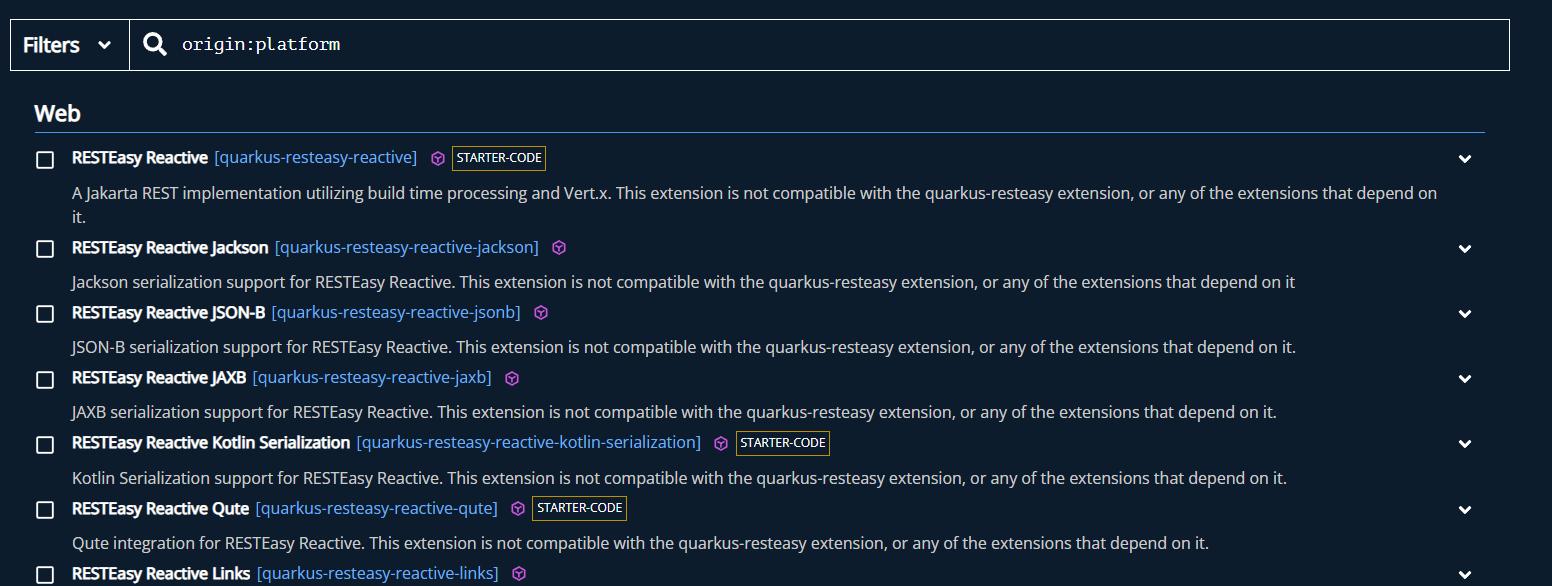 Filters origin:platform
Web
RESTEasy Reactive [quarkus-resteasy-reactive] STARTER-CODE
A Jakarta REST implementation utilizing build time processing and Vert.x. This extension is not compatible with the quarkus-resteasy extension, or any of the extensions that depend on
it.
RESTEasy Reactive Jackson [quarkus-resteasy-reactive-jackson]
Jackson serialization support for RESTEasy Reactive. This extension is not compatible with the quarkus-resteasy extension, or any of the extensions that depend on it
RESTEasy Reactive JSON-B [quarkus-resteasy-reactive-jsonb]
JSON-B serialization support for RESTEasy Reactive. This extension is not compatible with the quarkus-resteasy extension, or any of the extensions that depend on it.
RESTEasy Reactive JAXB [quarkus-resteasy-reactive-jaxb]
JAXB serialization support for RESTEasy Reactive. This extension is not compatible with the quarkus-resteasy extension, or any of the extensions that depend on it.
RESTEasy Reactive Kotlin Serialization [quarkus-resteasy-reactive-kotlin-serialization] STARTER-CODE
Kotlin Serialization support for RESTEasy Reactive. This extension is not compatible with the quarkus-resteasy extension, or any of the extensions that depend on it.
RESTEasy Reactive Qute [quarkus-resteasy-reactive-qute] STARTER-CODE
Qute integration for RESTEasy Reactive. This extension is not compatible with the quarkus-resteasy extension, or any of the extensions that depend on it.
RESTEasy Reactive Links [quarkus-resteasy-reactive-links]